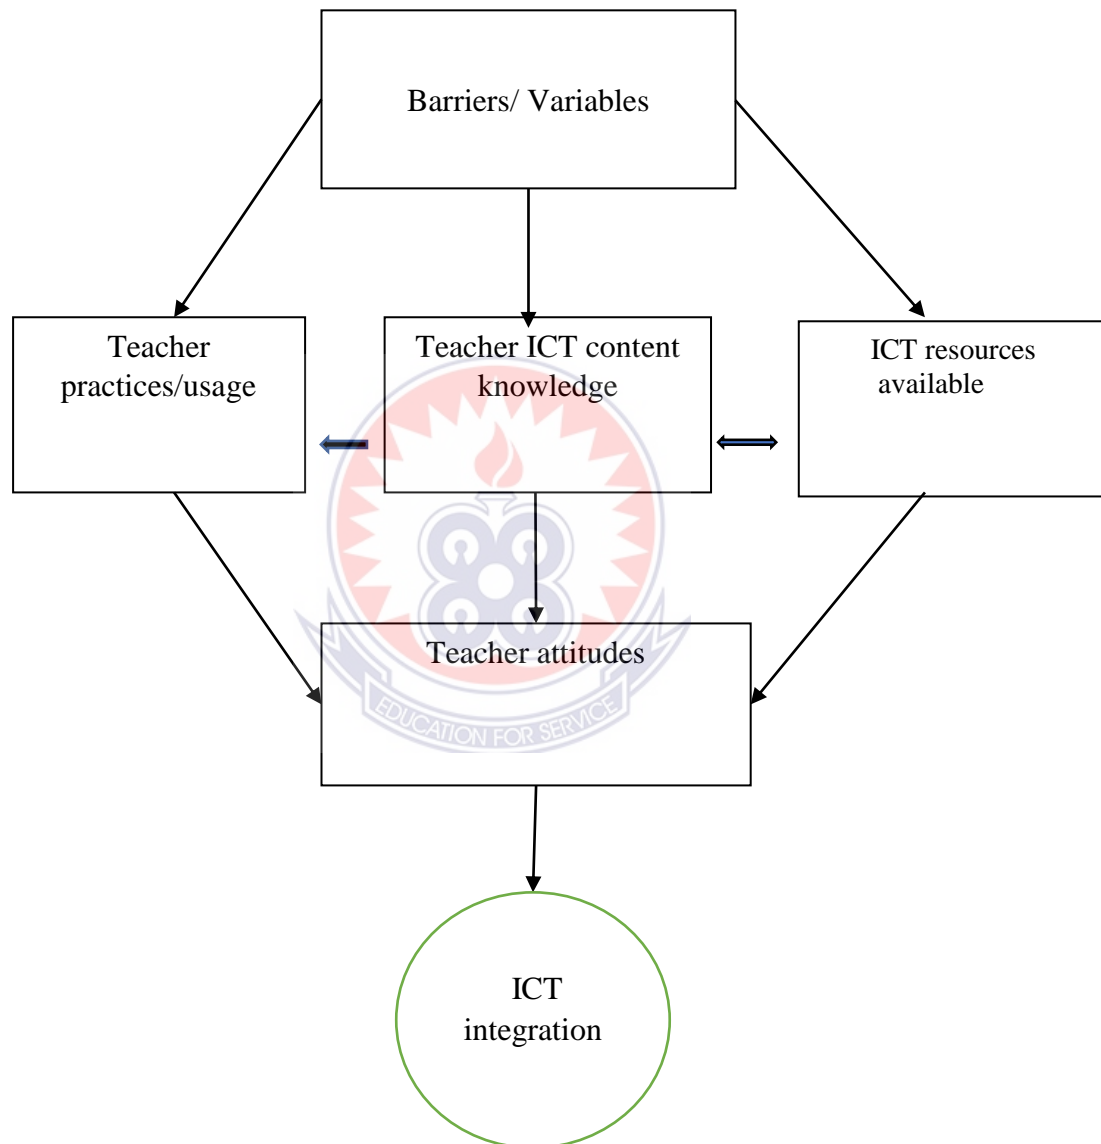 Barriers/ Variables
Teacher
practices/usage
Teacher ICT content
knowledge
ICT resources
available
Teacher attitudes
EDUCATION FOR SERVICE
ICT
integration